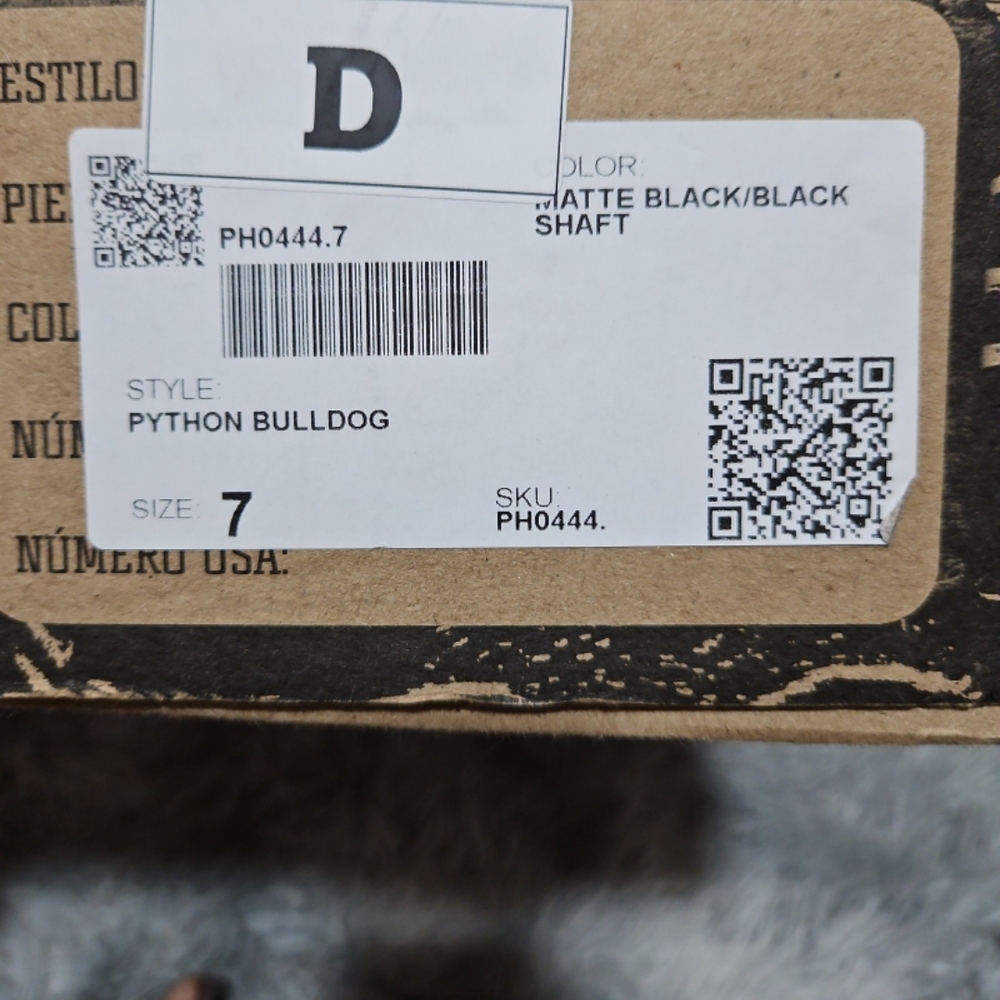 ESTILO
D
PIE
COLOR:
MATTE BLACK/BLACK
SHAFT
PH0444.7
COL
STYLE:
PYTHON BULLDOG
NÚM
SIZE: 7
SKU:
PH0444.
NÚMERO USA: